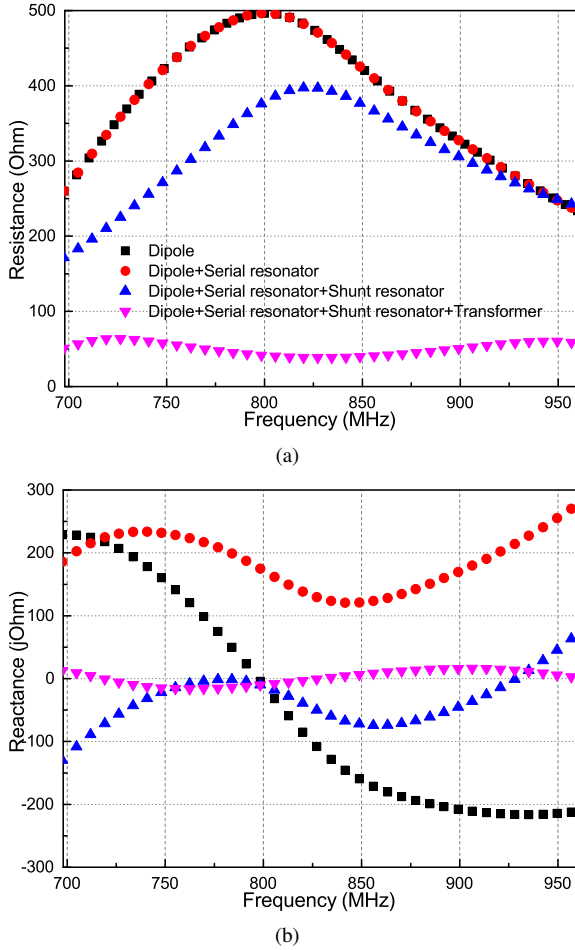 500
400
300
200
100
0
Resistance (Ohm)
Dipole
Dipole+Serial resonator
Dipole+Serial resonator+Shunt resonator
Dipole+Serial resonator+Shunt resonator+Transformer
700 750 800 850 900 950
Frequency (MHz)
(a)
300
200
100
0
-100
-200
-300
Reactance (jOhm)
700 750 800 850 900 950
Frequency (MHz)
(b)